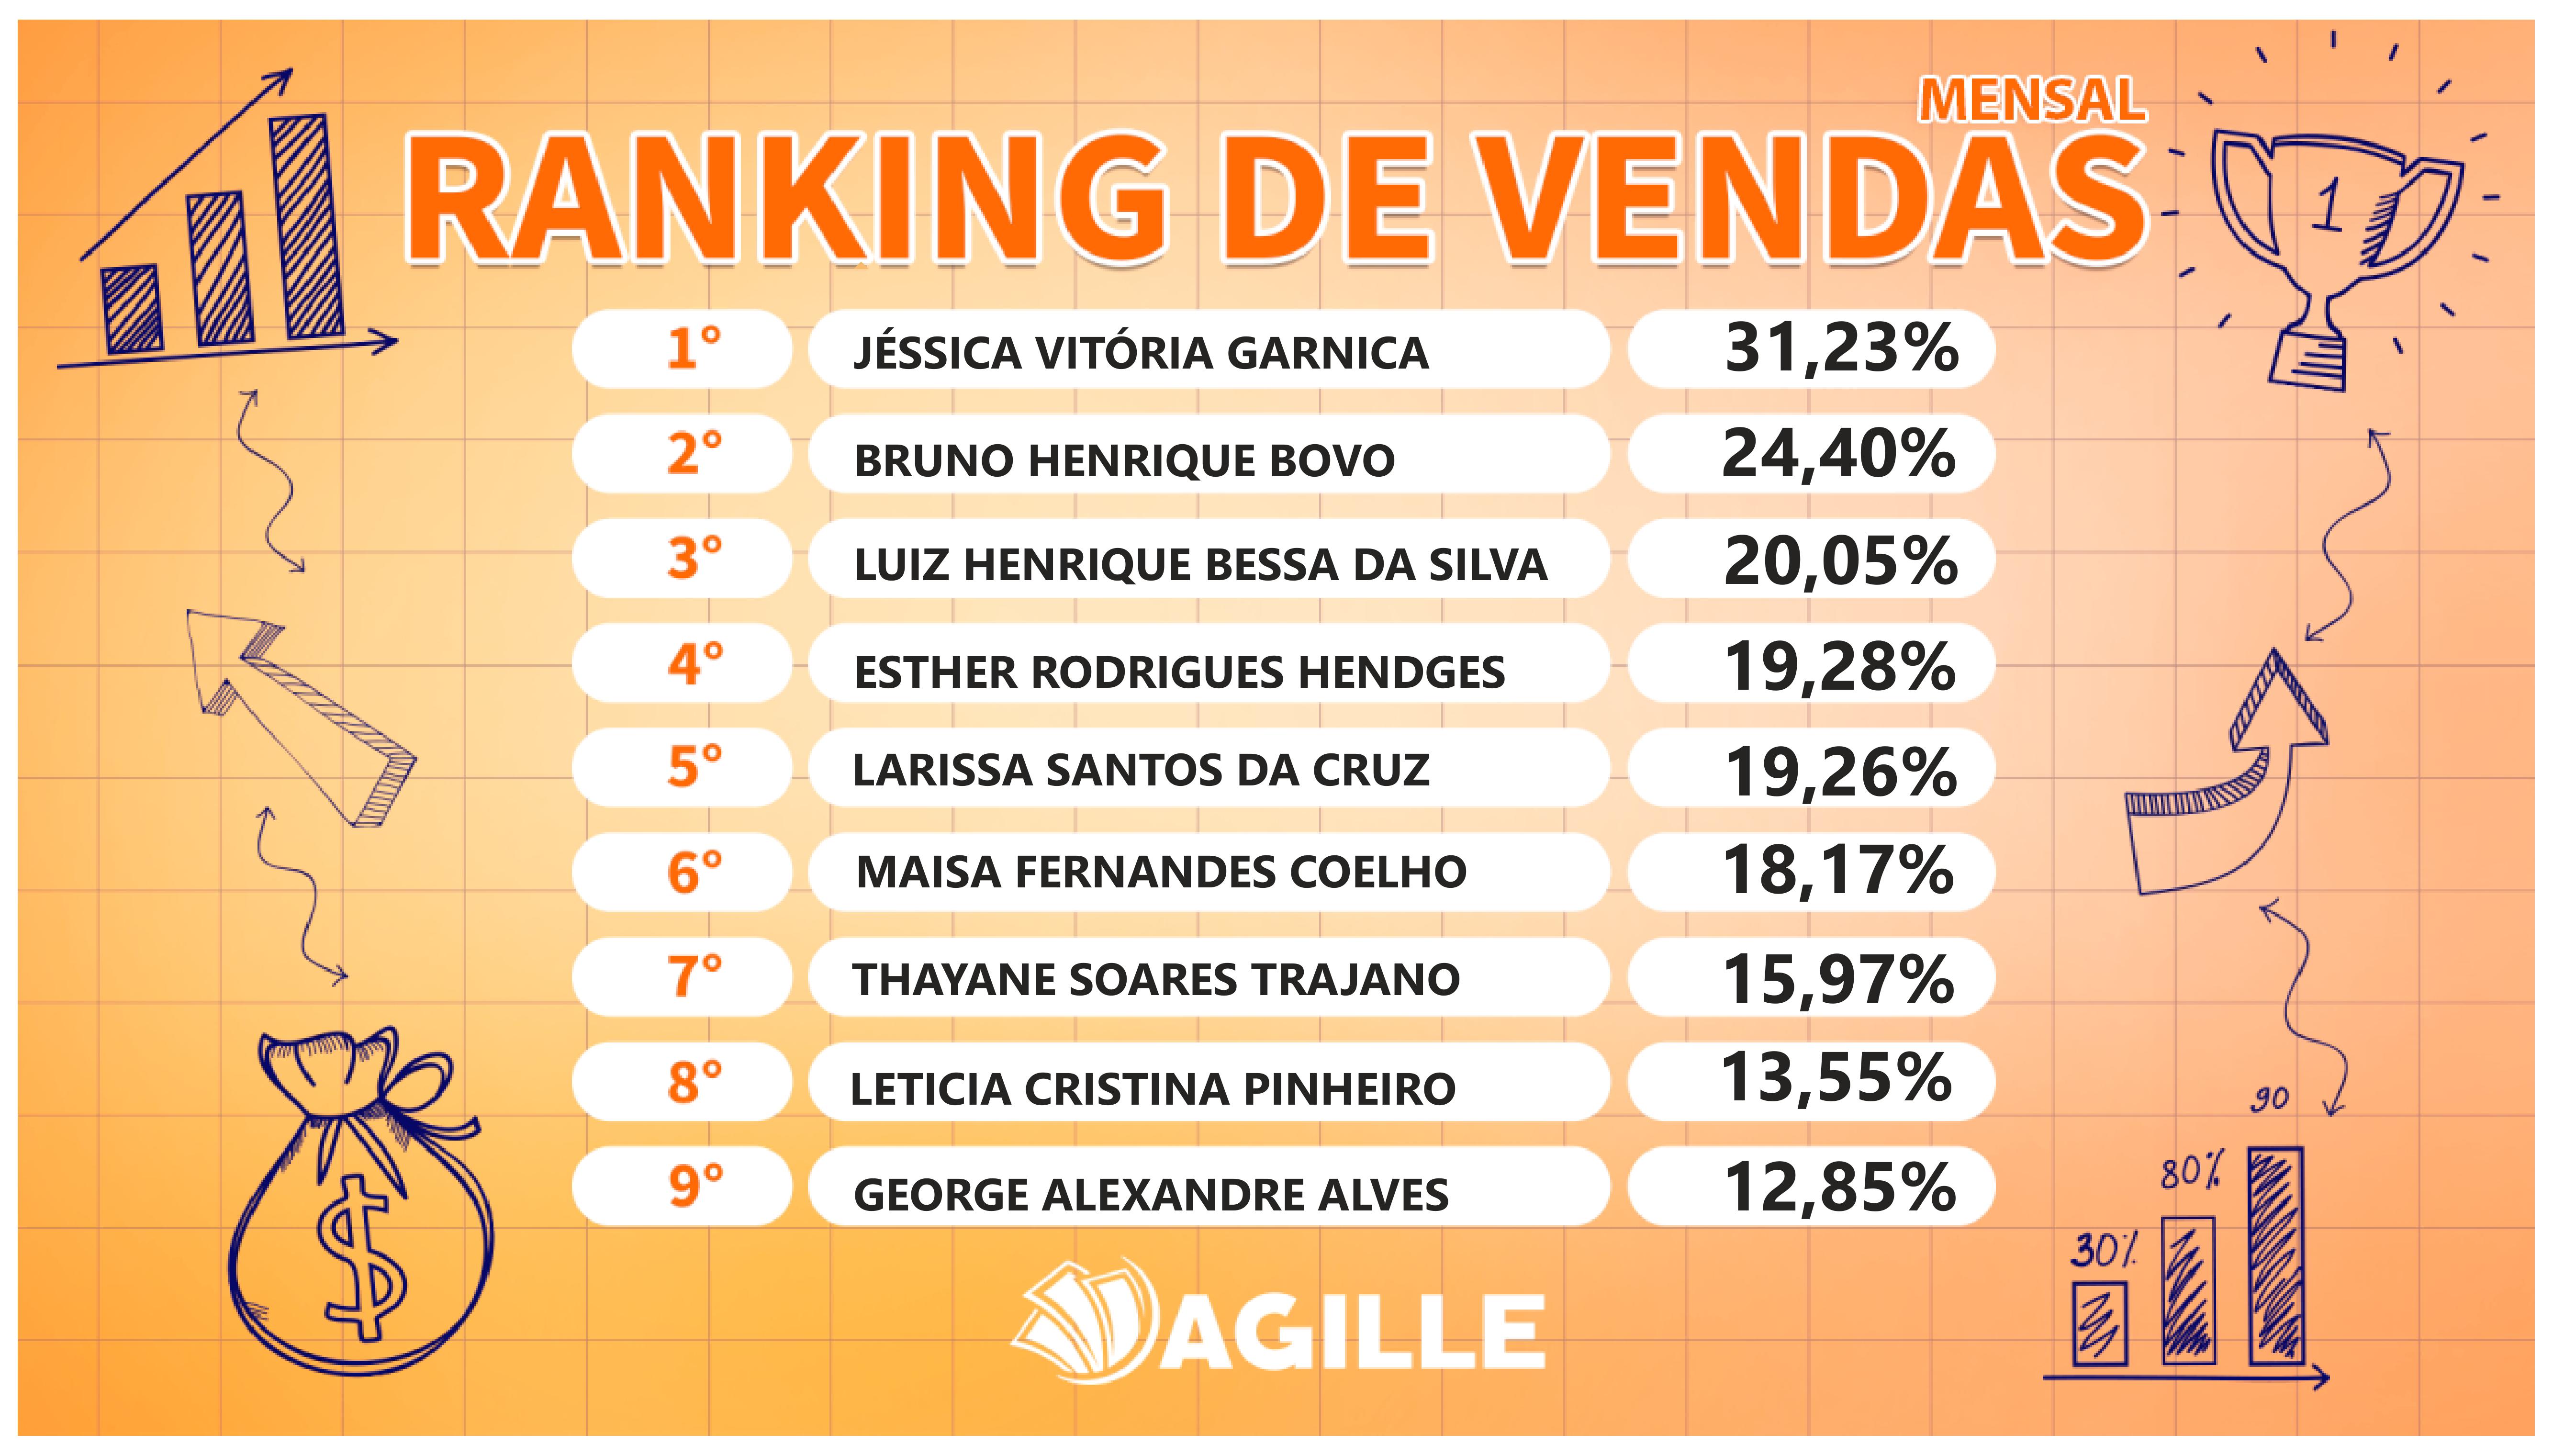 MENSAL
RANKING DE VENDAS
1
1° JÉSSICA VITÓRIA GARNICA 31,23%
2° BRUNO HENRIQUE BOVO 24,40%
3° LUIZ HENRIQUE BESSA DA SILVA 20,05%
4° ESTHER RODRIGUES HENDGES 19,28%
5° LARISSA SANTOS DA CRUZ 19,26%
6° MAISA FERNANDES COELHO 18,17%
7° THAYANE SOARES TRAJANO 15,97%
8° LETICIA CRISTINA PINHEIRO 13,55%
9° GEORGE ALEXANDRE ALVES 12,85%
$
90
80%
30%
AGILLE